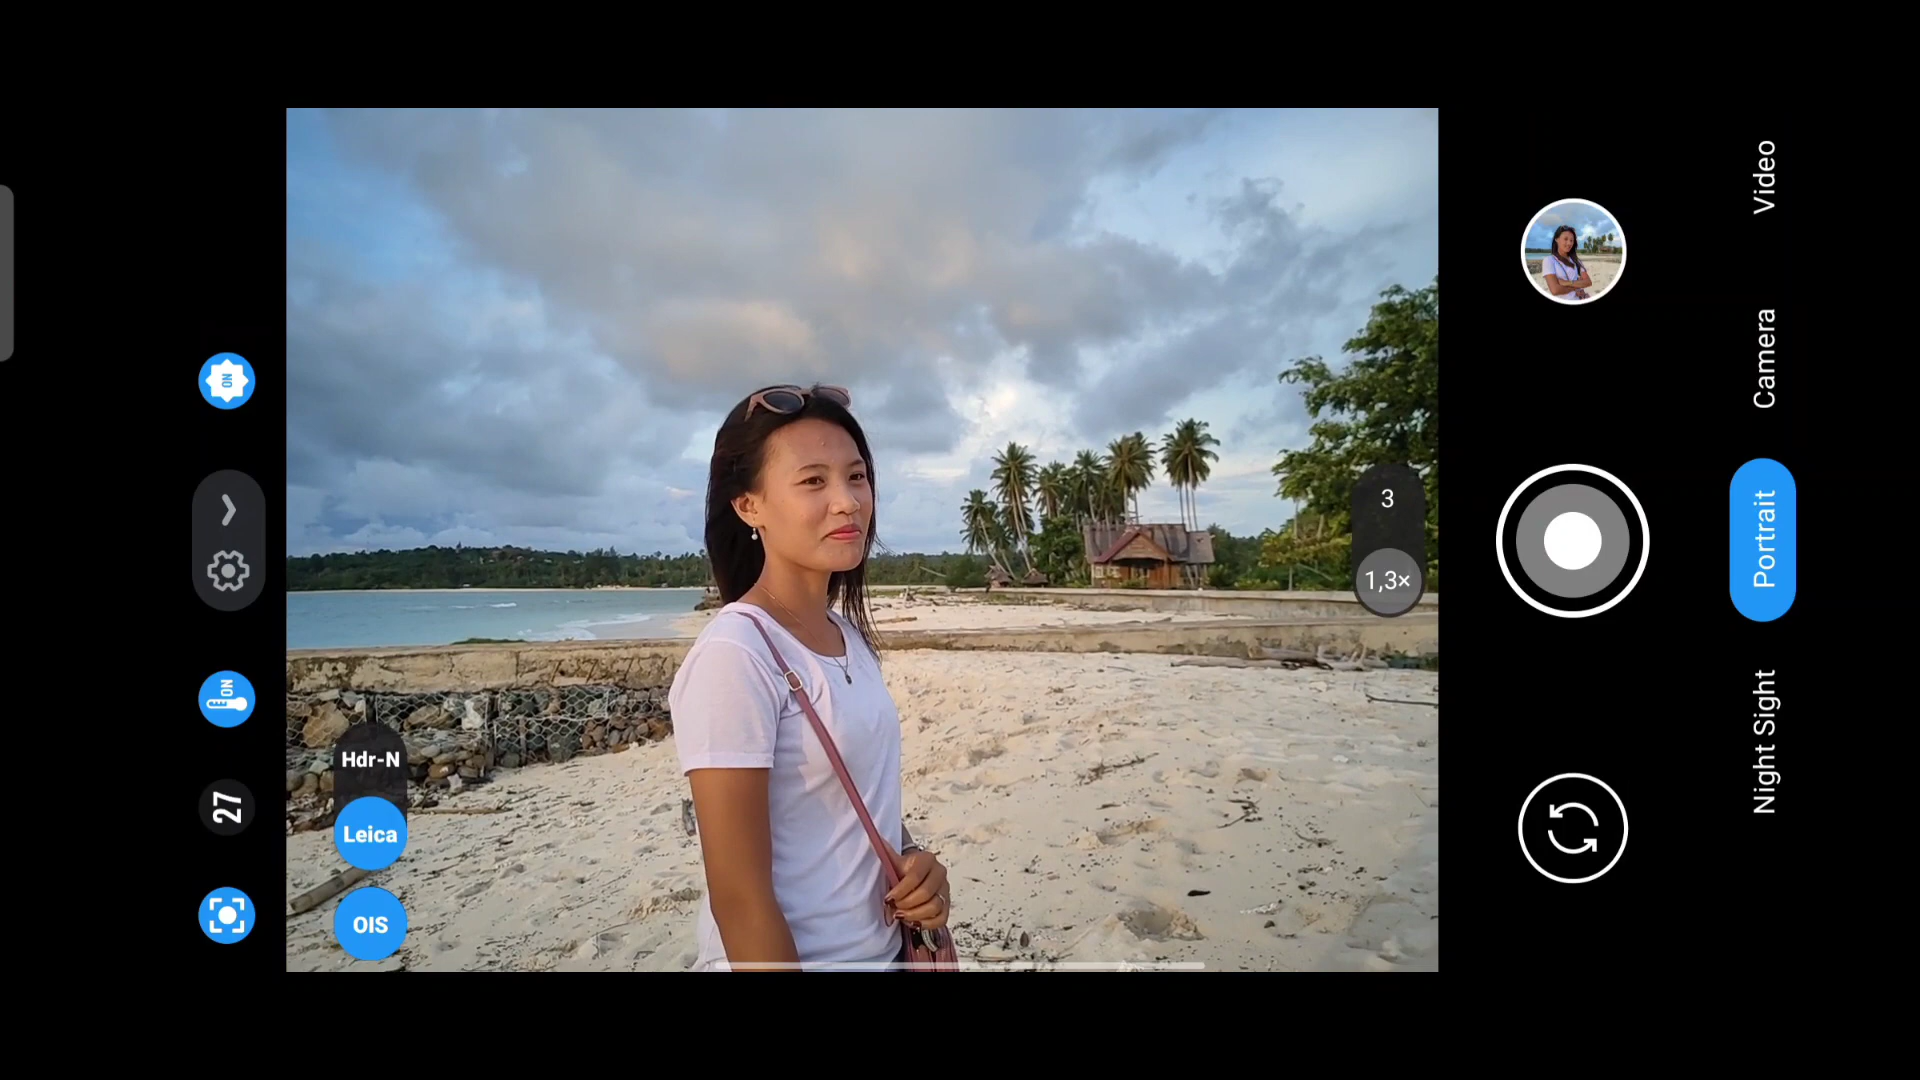 ON
ON
27
Hdr-N
Leica
OIS
3
1,3×
Video
Camera
Portrait
Night Sight